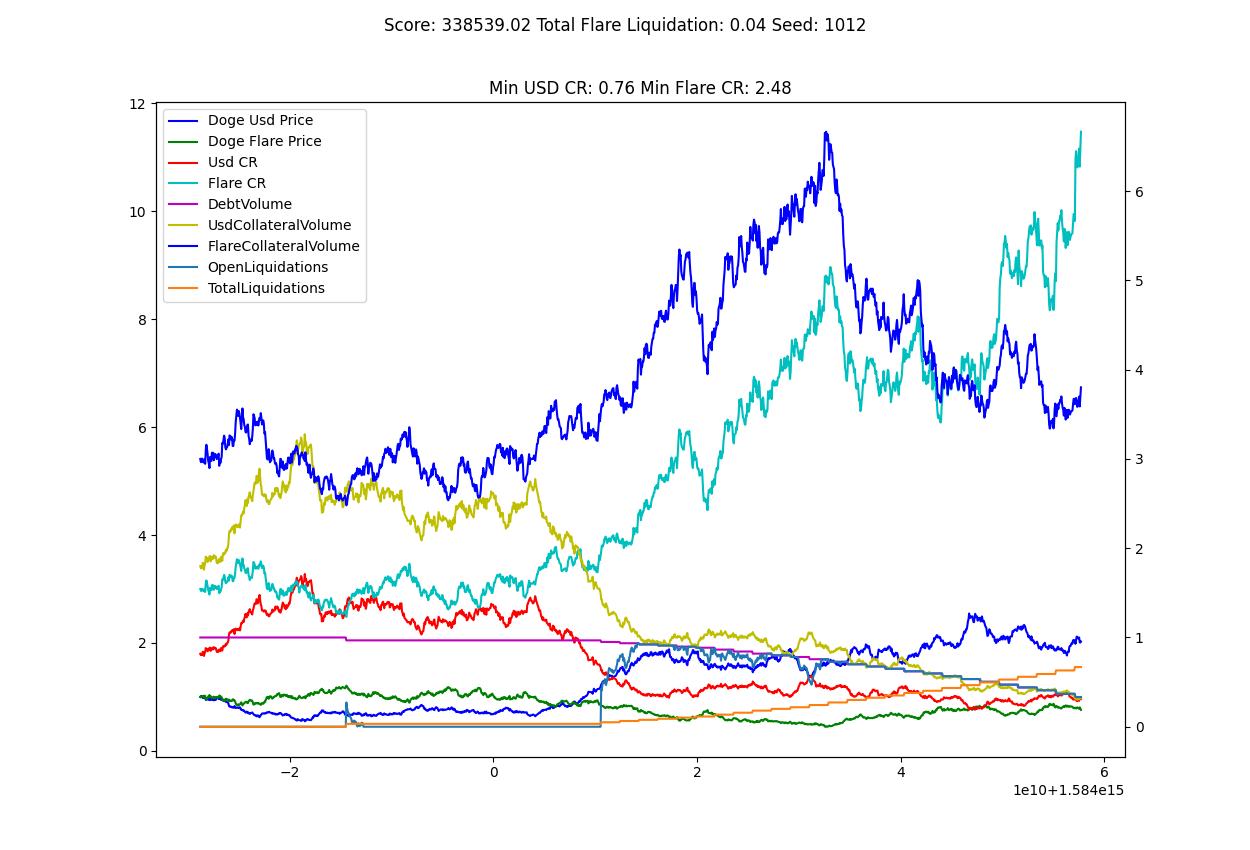 Score: 338539.02 Total Flare Liquidation: 0.04 Seed: 1012
Min USD CR: 0.76 Min Flare CR: 2.48
12
10
8
6
4
2
0
Doge Usd Price
Doge Flare Price
Usd CR
Flare CR
DebtVolume
UsdCollateralVolume
FlareCollateralVolume
OpenLiquidations
TotalLiquidations
6
5
4
3
2
1
0
−2 0 2 4 6
1e10+1.584e15